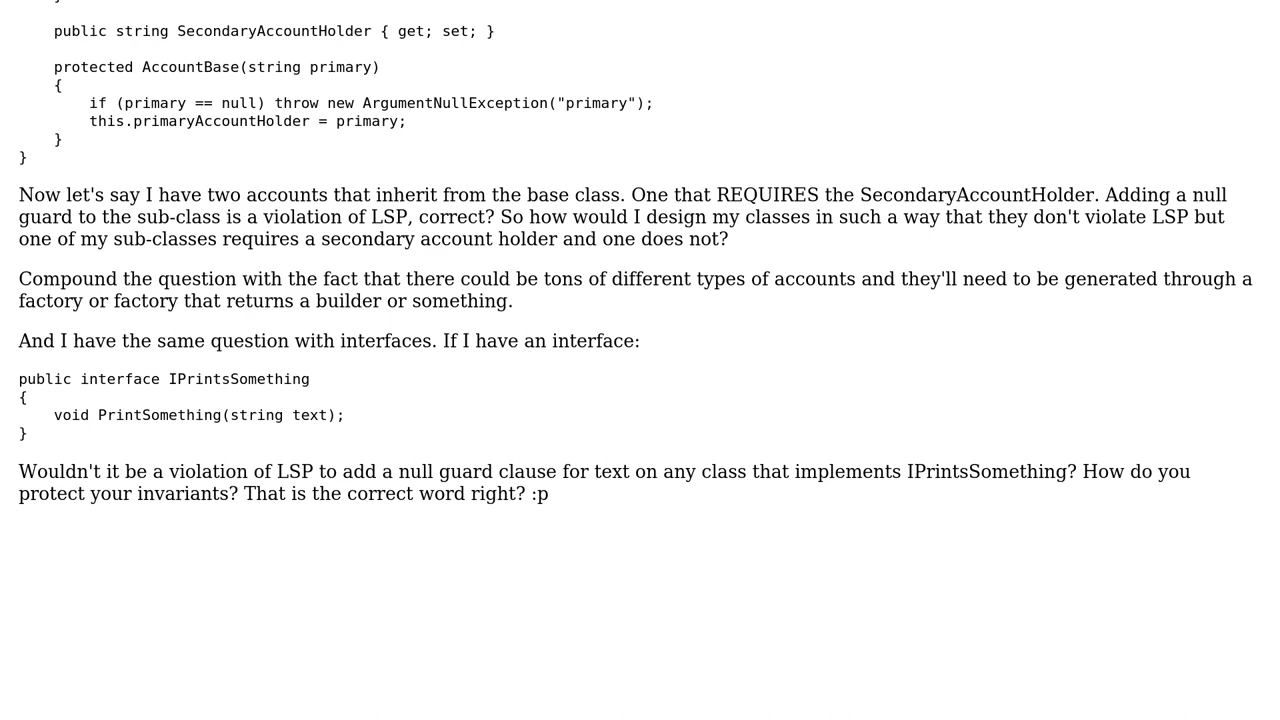 }
public string SecondaryAccountHolder { get; set; }
protected AccountBase(string primary)
{
if (primary == null) throw new ArgumentNullException("primary");
this.primaryAccountHolder = primary;
}
}
Now let's say I have two accounts that inherit from the base class. One that REQUIRES the SecondaryAccountHolder. Adding a null
guard to the sub-class is a violation of LSP, correct? So how would I design my classes in such a way that they don't violate LSP but
one of my sub-classes requires a secondary account holder and one does not?
Compound the question with the fact that there could be tons of different types of accounts and they'll need to be generated through a
factory or factory that returns a builder or something.
And I have the same question with interfaces. If I have an interface:
public interface IPrintsSomething
{
void PrintSomething(string text);
}
Wouldn't it be a violation of LSP to add a null guard clause for text on any class that implements IPrintsSomething? How do you
protect your invariants? That is the correct word right? :p